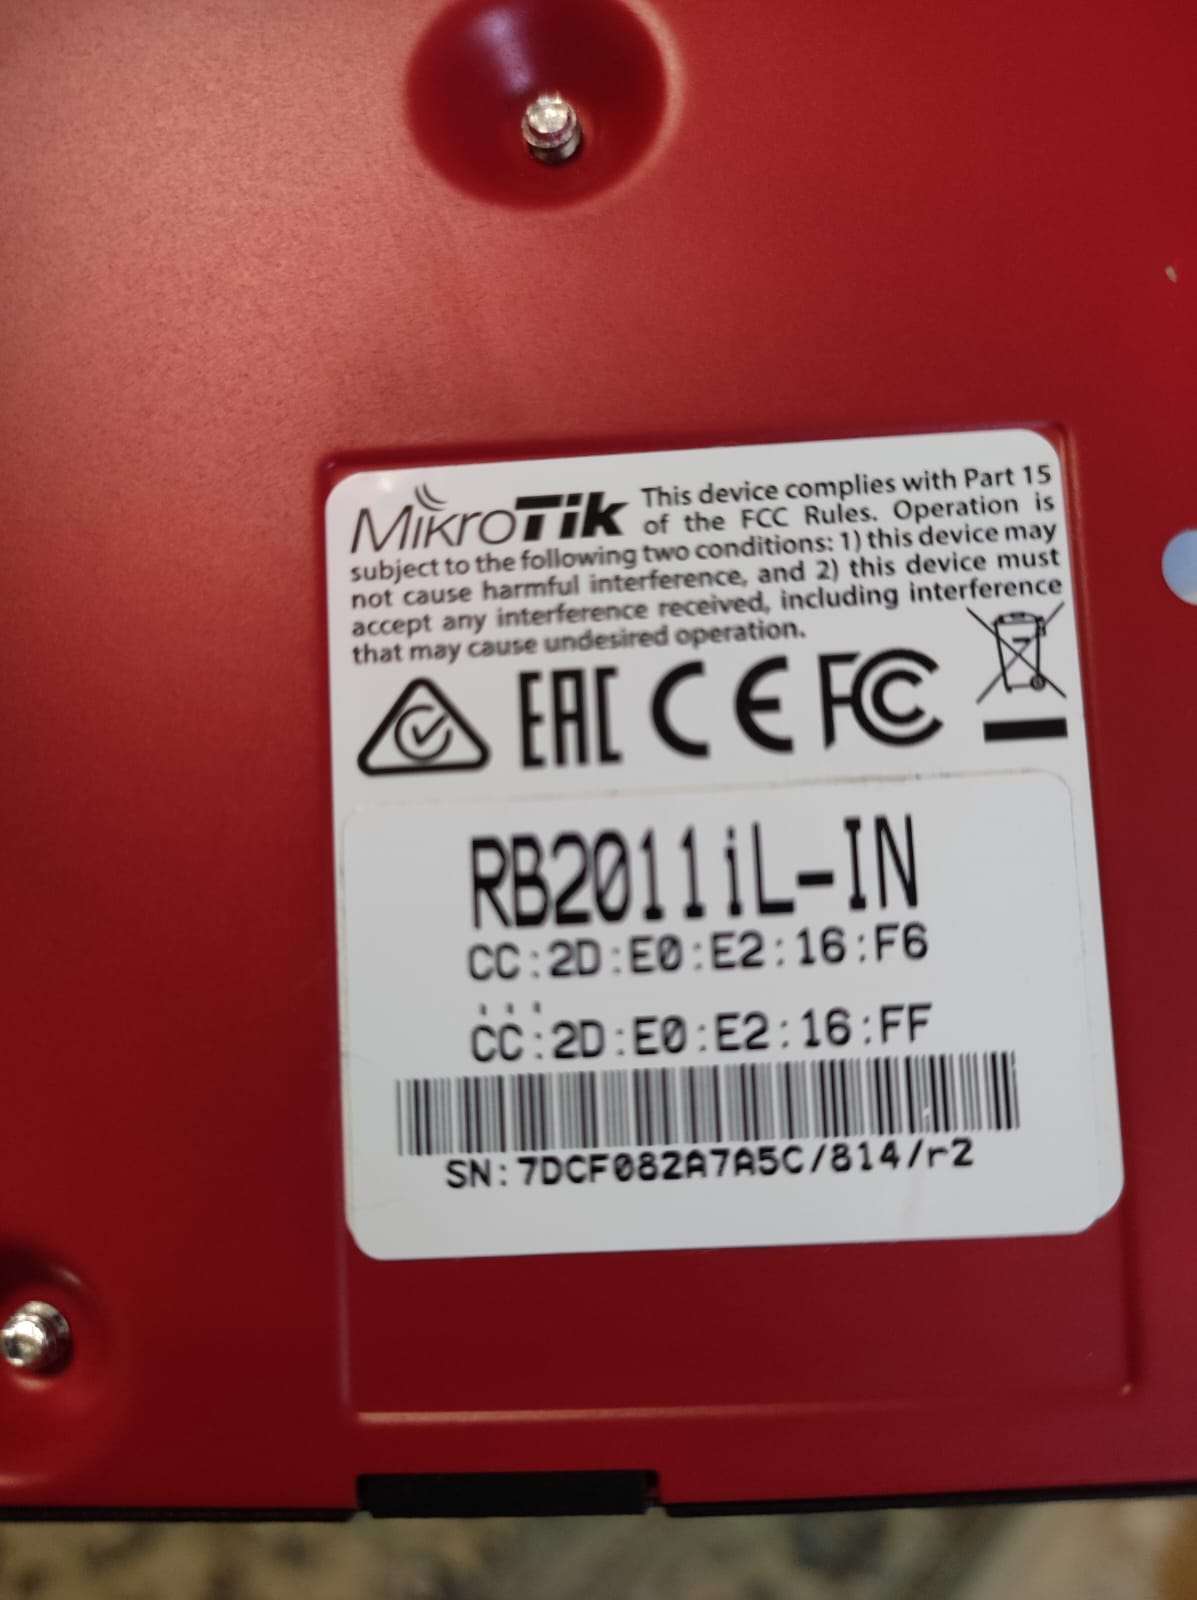 MikroTik This device complies with Part 15
of the FCC Rules. Operation is
subject to the following two conditions: 1) this device may
not cause harmful interference, and 2) this device must
accept any interference received, including interference
that may cause undesired operation.
EAC CE FC
RB2011iL-IN
CC:2D:E0:E2:16:F6
...
CC:2D:E0:E2:16:FF
SN:7DCF082A7A5C/814/r2